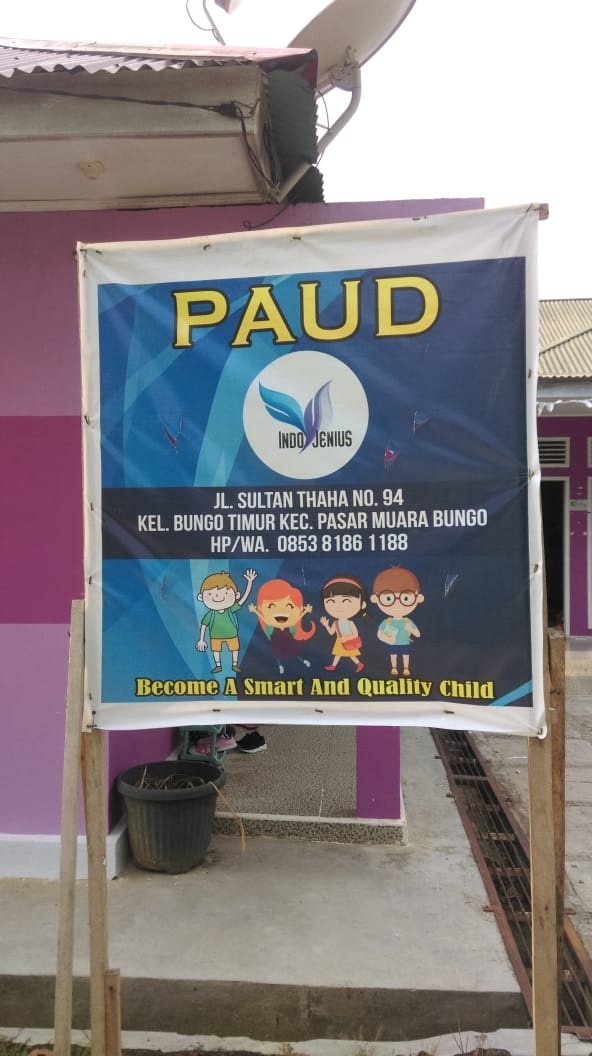 PAUD
INDO JENIUS
JL. SULTAN THAHA NO. 94
KEL. BUNGO TIMUR KEC. PASAR MUARA BUNGO
HP/WA. 0853 8186 1188
Become A Smart And Quality Child